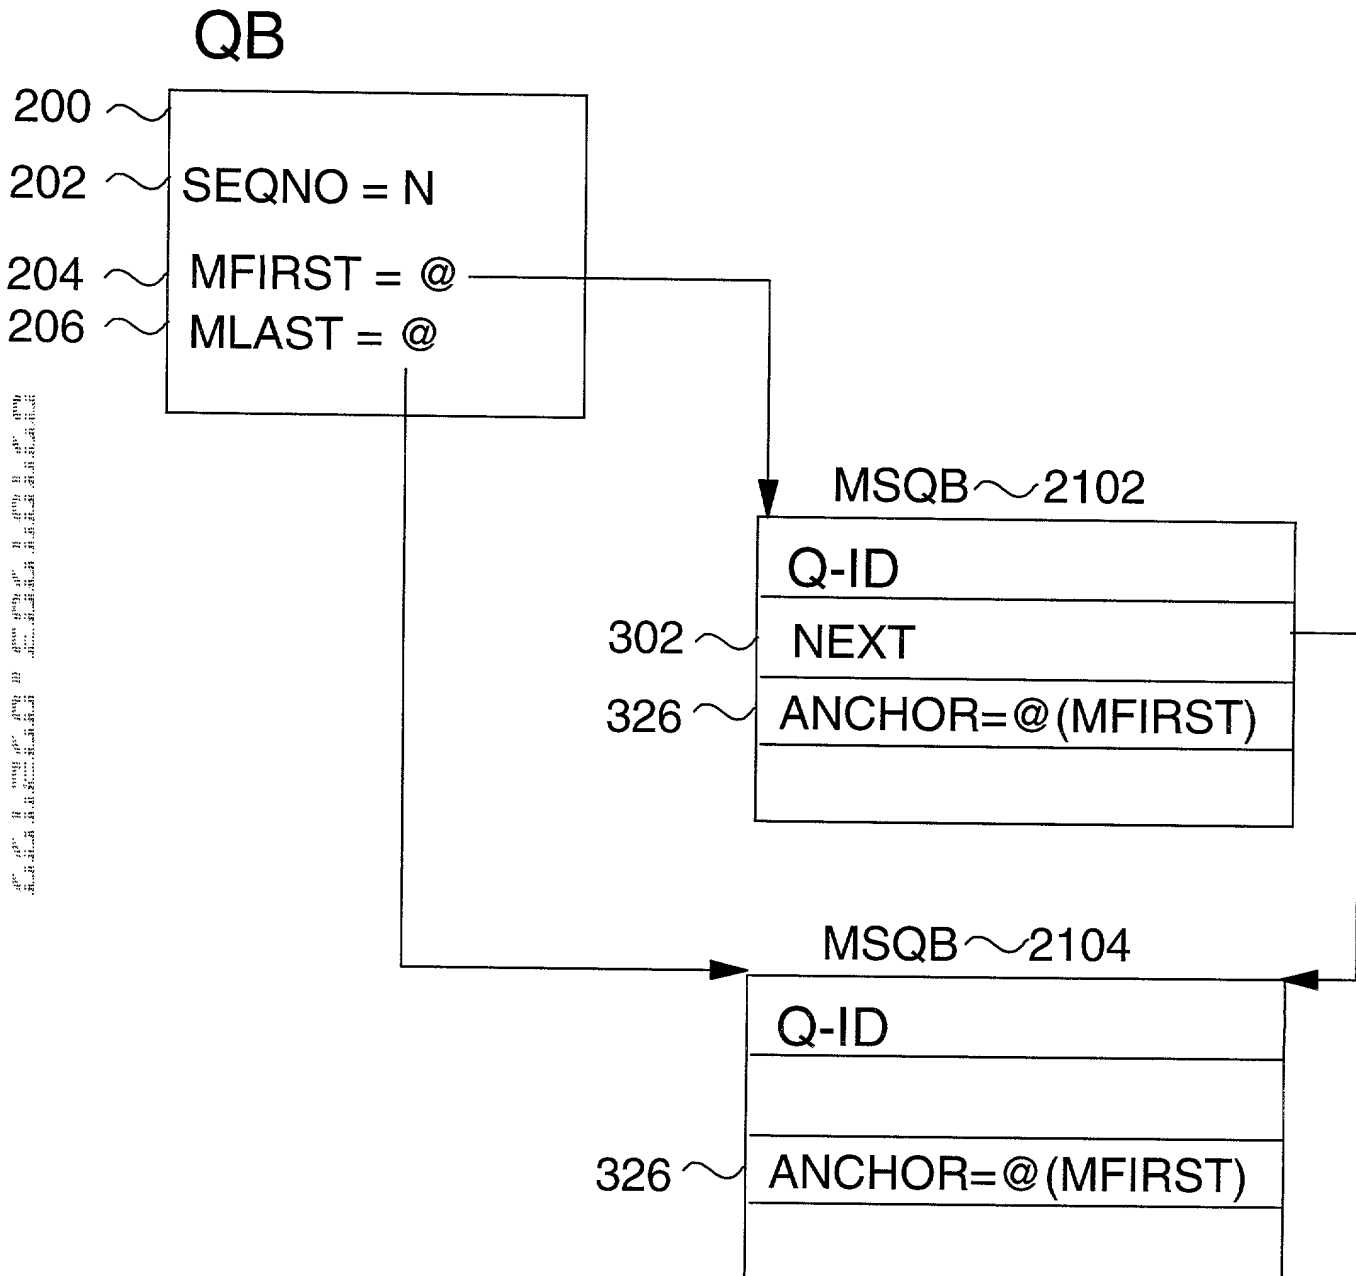 QB
200
202 SEQNO = N
204 MFIRST = @
206 MLAST = @
MSQB 2102
Q-ID
302 NEXT
326 ANCHOR=@(MFIRST)
MSQB 2104
Q-ID
326 ANCHOR=@(MFIRST)